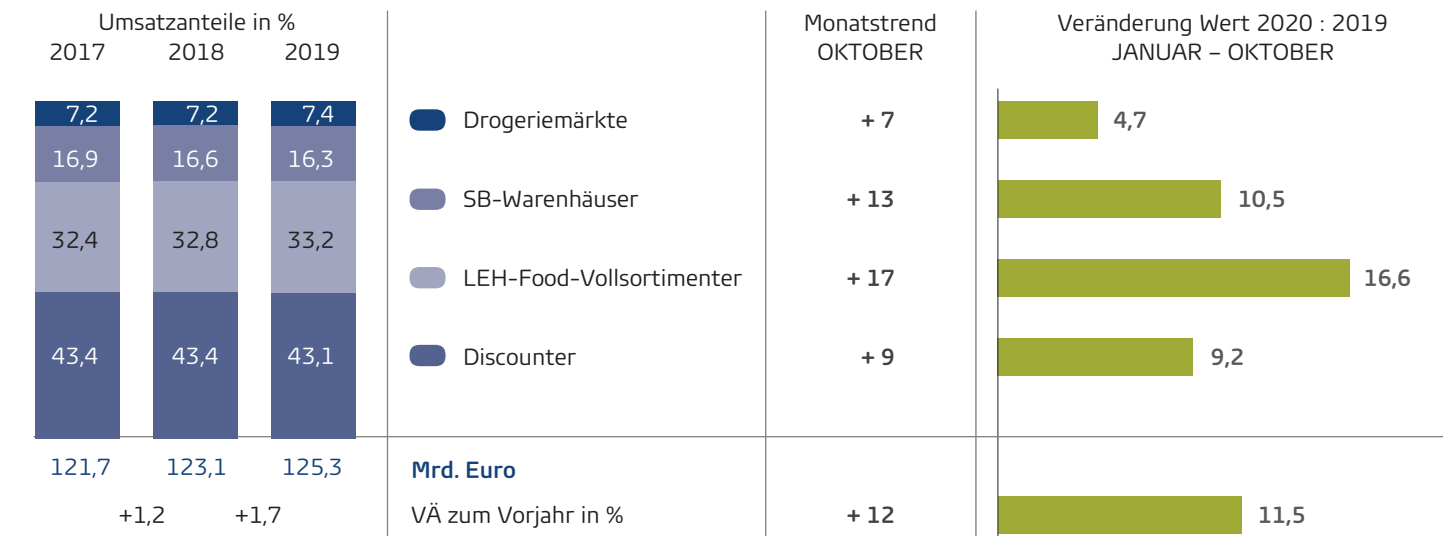 Umsatzanteile in %
2017 2018 2019
Monatstrend
OKTOBER
Veränderung Wert 2020 : 2019
JANUAR – OKTOBER
7,2 7,2 7,4 Drogeriemärkte + 7 4,7
16,9 16,6 16,3 SB-Warenhäuser + 13 10,5
32,4 32,8 33,2 LEH-Food-Vollsortimenter + 17 16,6
43,4 43,4 43,1 Discounter + 9 9,2
121,7 123,1 125,3 Mrd. Euro
+1,2 +1,7 VÄ zum Vorjahr in % + 12 11,5